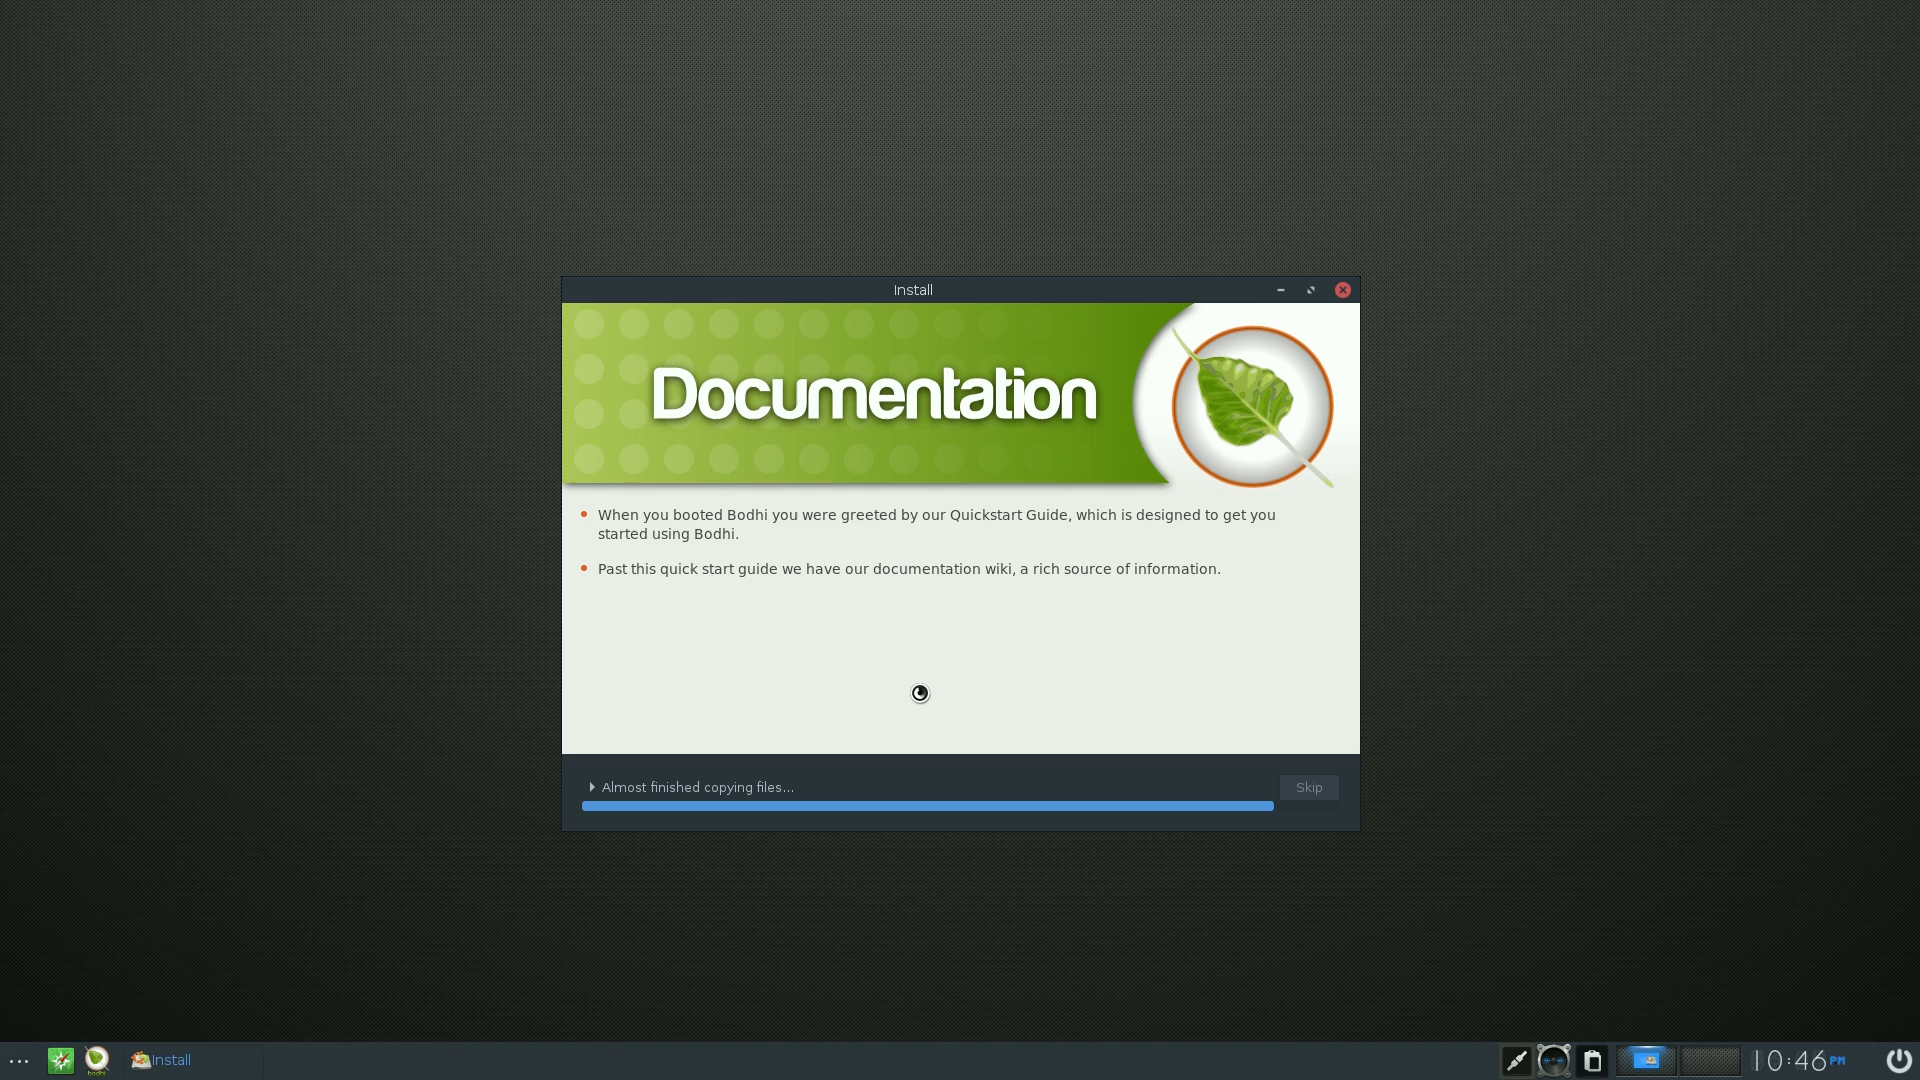 Install
Documentation
When you booted Bodhi you were greeted by our Quickstart Guide, which is designed to get you
started using Bodhi.
Past this quick start guide we have our documentation wiki, a rich source of information.
Almost finished copying files...
Skip
bodhi
Install
10:46 PM